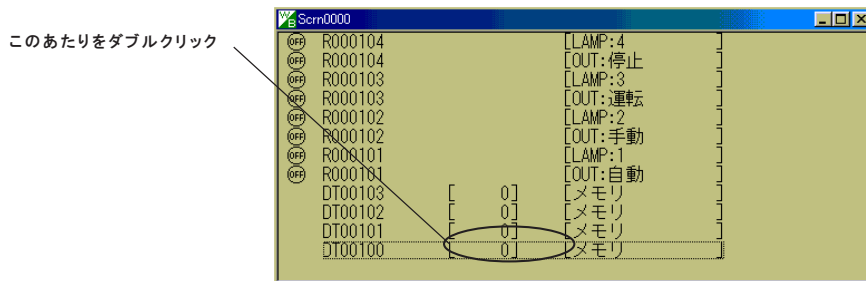 Scrn0000
このあたりをダブルクリック
OFF R000104 [LAMP:4 ]
OFF R000104 [OUT:停止 ]
OFF R000103 [LAMP:3 ]
OFF R000103 [OUT:運転 ]
OFF R000102 [LAMP:2 ]
OFF R000102 [OUT:手動 ]
OFF R000101 [LAMP:1 ]
OFF R000101 [OUT:自動 ]
DT00103 [ 0] [メモリ ]
DT00102 [ 0] [メモリ ]
DT00101 [ 0] [メモリ ]
DT00100 [ 0] [メモリ ]